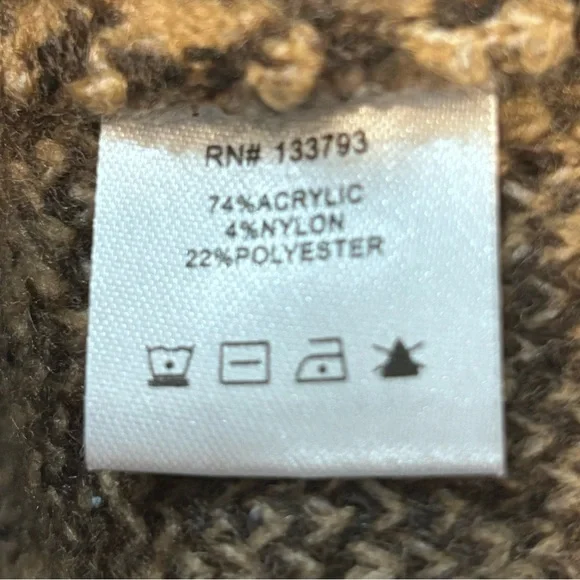 RN# 133793
74%ACRYLIC
4%NYLON
22%POLYESTER